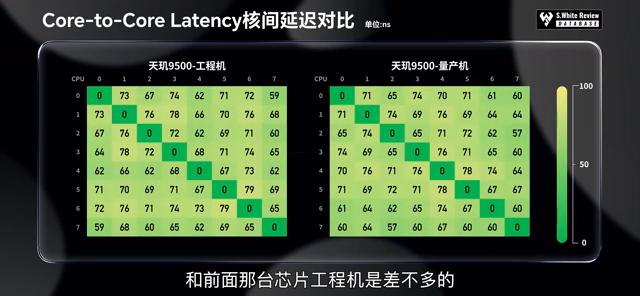 Core-to-Core Latency核间延迟对比 单位:ns
S.White Review
DATABASE
天玑9500-工程机
CPU 0 1 2 3 4 5 6 7
0 0 73 67 74 62 71 72 59
1 73 0 76 78 66 70 76 68
2 67 76 0 72 62 69 71 60
3 64 78 72 0 68 71 74 65
4 62 66 62 68 0 67 73 62
5 71 70 69 71 67 0 79 69
6 72 76 71 74 73 79 0 65
7 59 68 60 65 62 69 65 0
天玑9500-量产机
CPU 0 1 2 3 4 5 6 7
0 0 71 65 74 70 71 61 60
1 71 0 74 69 76 69 64 64
2 65 74 0 65 71 72 62 57
3 74 69 65 0 76 71 65 60
4 70 76 71 76 0 78 74 64
5 71 69 72 71 78 0 67 67
6 61 64 62 65 74 67 0 60
7 60 64 57 60 67 60 60 0
100
50
0
和前面那台芯片工程机是差不多的